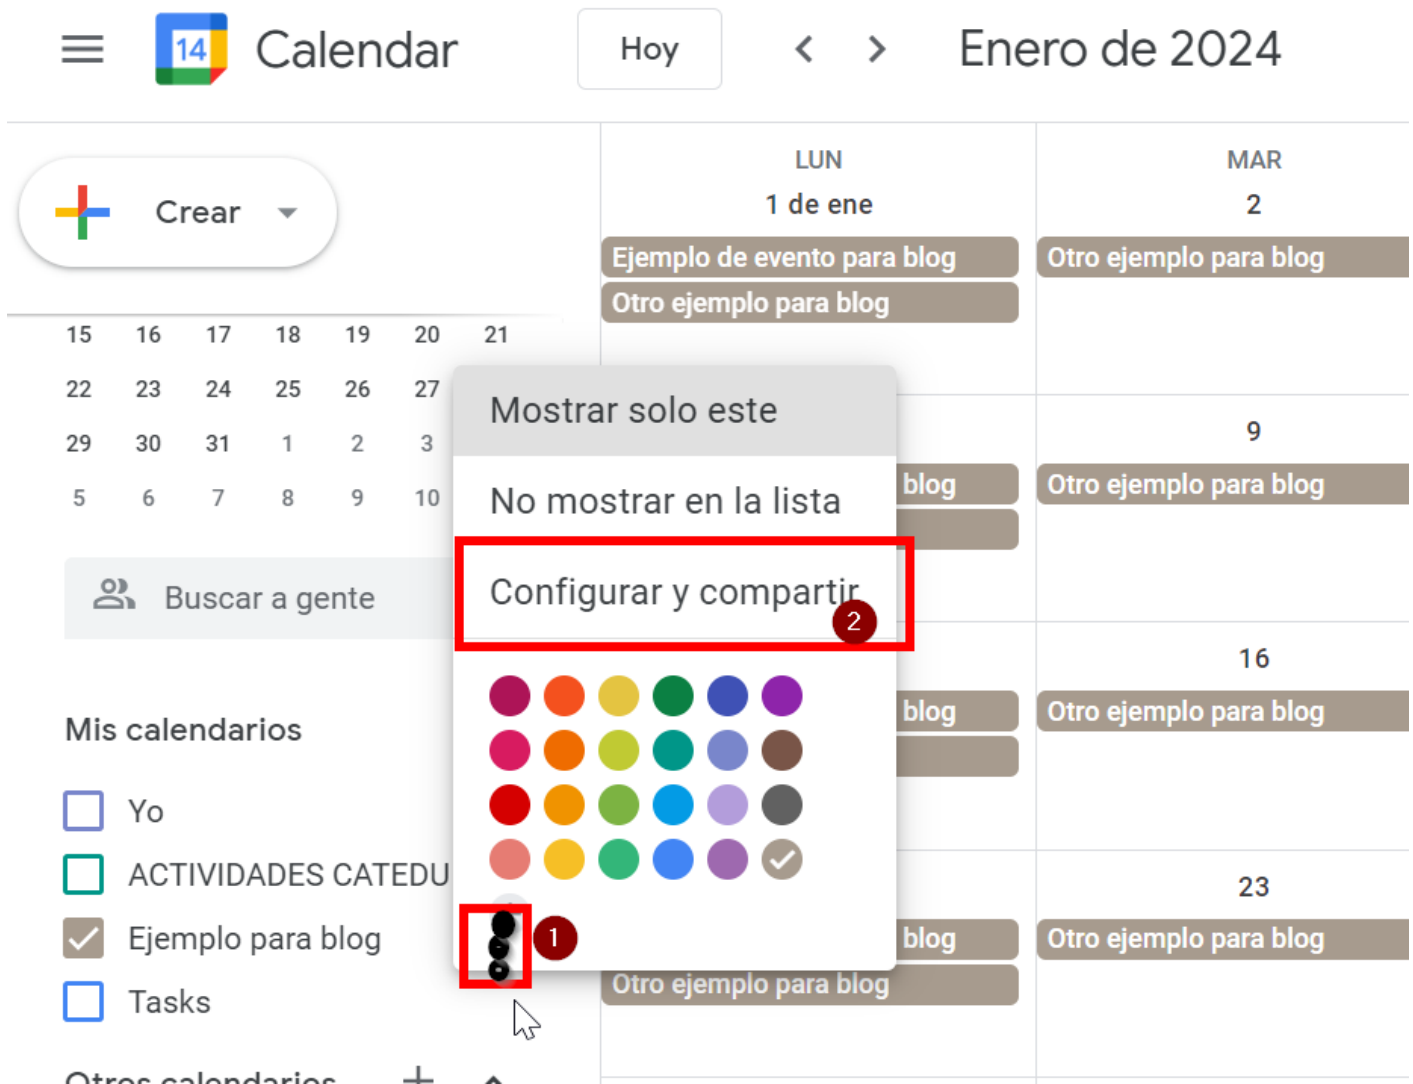 14 Calendar Hoy Enero de 2024
Crear
LUN MAR
1 de ene 2
Ejemplo de evento para blog Otro ejemplo para blog
Otro ejemplo para blog
15 16 17 18 19 20 21
22 23 24 25 26 27
29 30 31 1 2 3
5 6 7 8 9 10
Buscar a gente
Mis calendarios
Yo
ACTIVIDADES CATEDU
Ejemplo para blog
Tasks
Otros calendarios
Mostrar solo este
No mostrar en la lista
Configurar y compartir
2
1
9
blog Otro ejemplo para blog
16
blog Otro ejemplo para blog
23
blog Otro ejemplo para blog
Otro ejemplo para blog